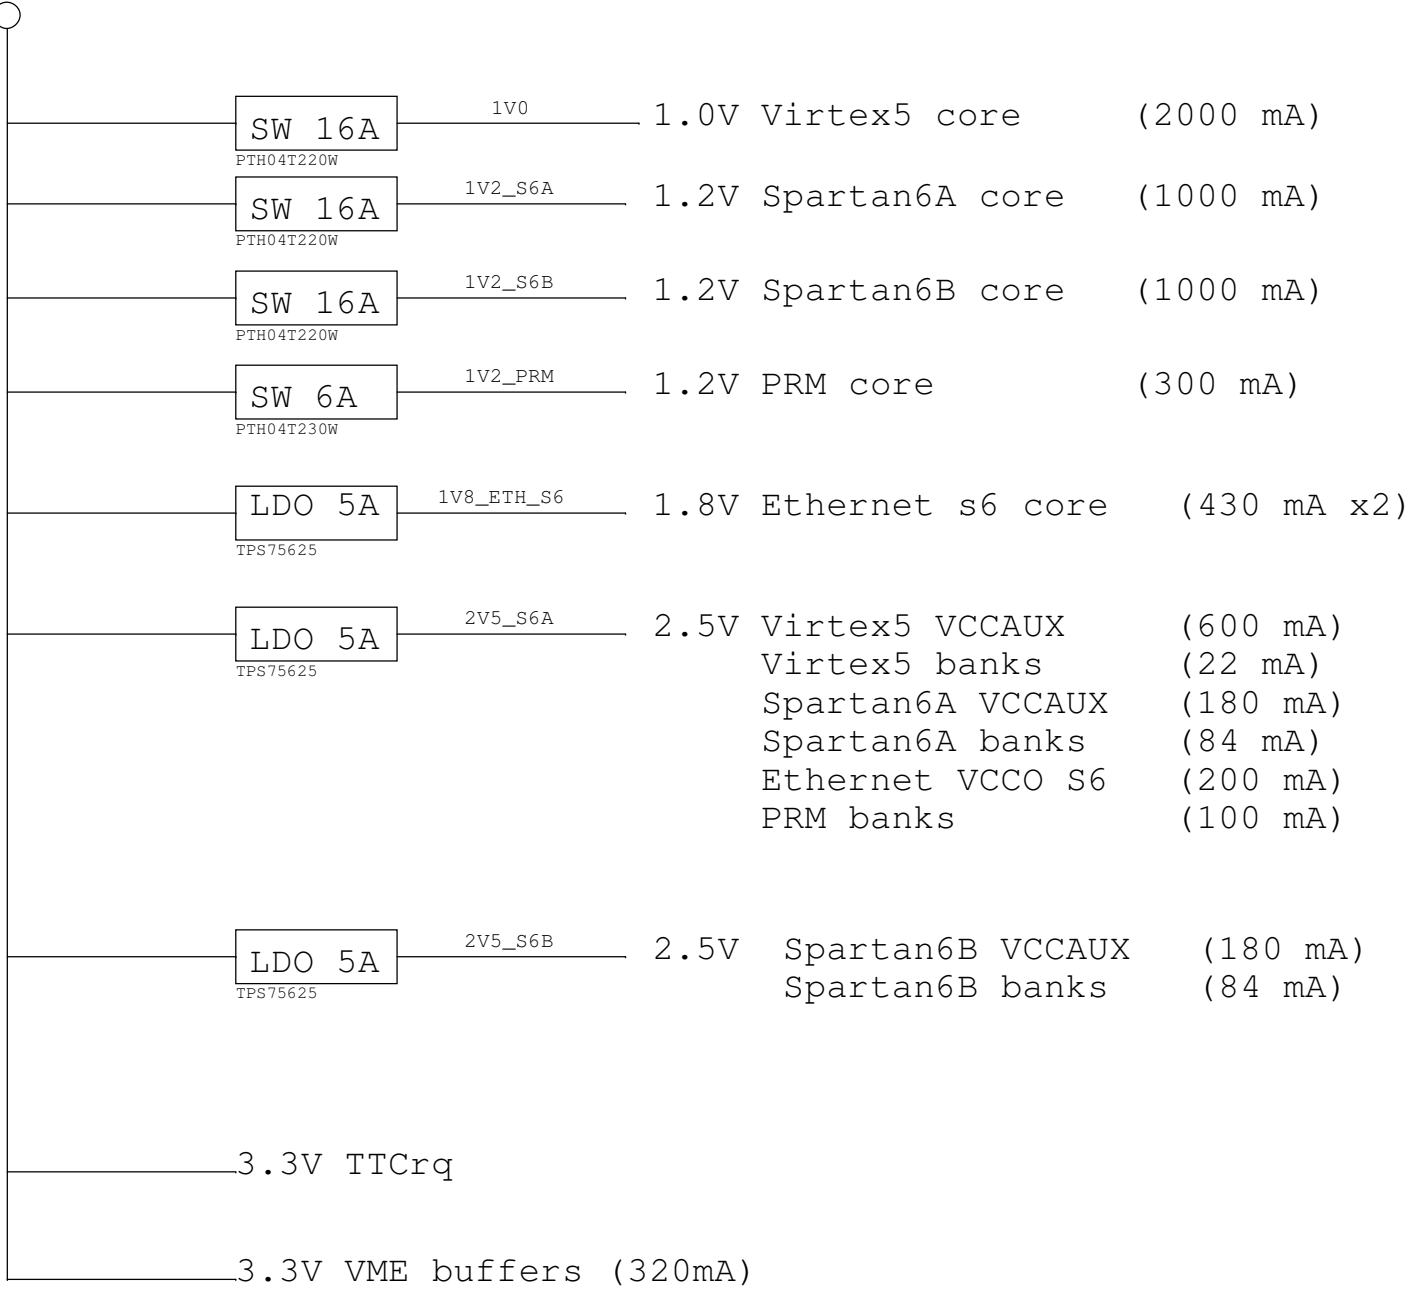 1V0
SW 16A 1.0V Virtex5 core (2000 mA)
PTH04T220W
1V2_S6A
SW 16A 1.2V Spartan6A core (1000 mA)
PTH04T220W
1V2_S6B
SW 16A 1.2V Spartan6B core (1000 mA)
PTH04T220W
1V2_PRM
SW 6A 1.2V PRM core (300 mA)
PTH04T230W
1V8_ETH_S6
LDO 5A 1.8V Ethernet s6 core (430 mA x2)
TPS75625
2V5_S6A
LDO 5A 2.5V Virtex5 VCCAUX (600 mA)
TPS75625
Virtex5 banks (22 mA)
Spartan6A VCCAUX (180 mA)
Spartan6A banks (84 mA)
Ethernet VCCO S6 (200 mA)
PRM banks (100 mA)
2V5_S6B
LDO 5A 2.5V Spartan6B VCCAUX (180 mA)
TPS75625
Spartan6B banks (84 mA)
3.3V TTCrq
3.3V VME buffers (320mA)